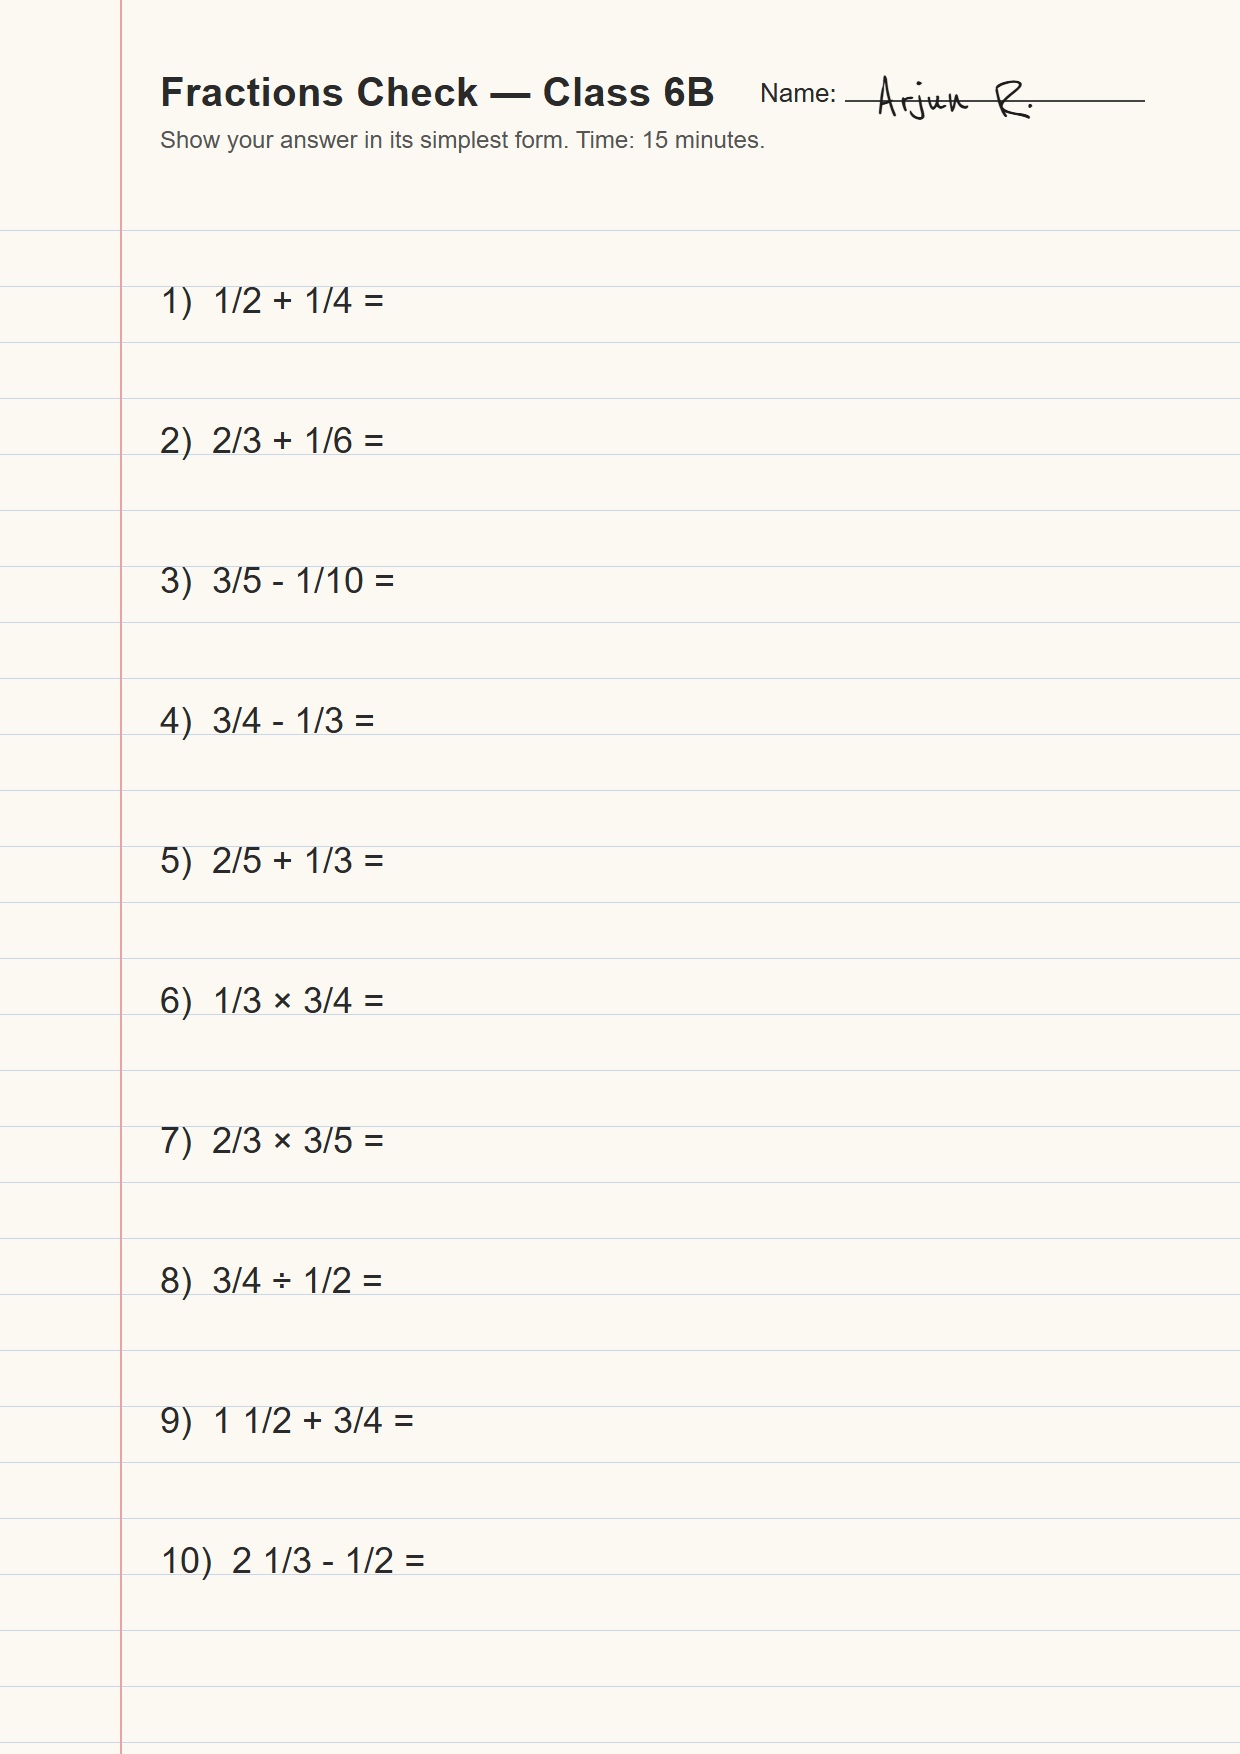 Fractions Check — Class 6B Name: Arjun R.
Show your answer in its simplest form. Time: 15 minutes.
1) 1/2 + 1/4 =
2) 2/3 + 1/6 =
3) 3/5 - 1/10 =
4) 3/4 - 1/3 =
5) 2/5 + 1/3 =
6) 1/3 × 3/4 =
7) 2/3 × 3/5 =
8) 3/4 ÷ 1/2 =
9) 1 1/2 + 3/4 =
10) 2 1/3 - 1/2 =